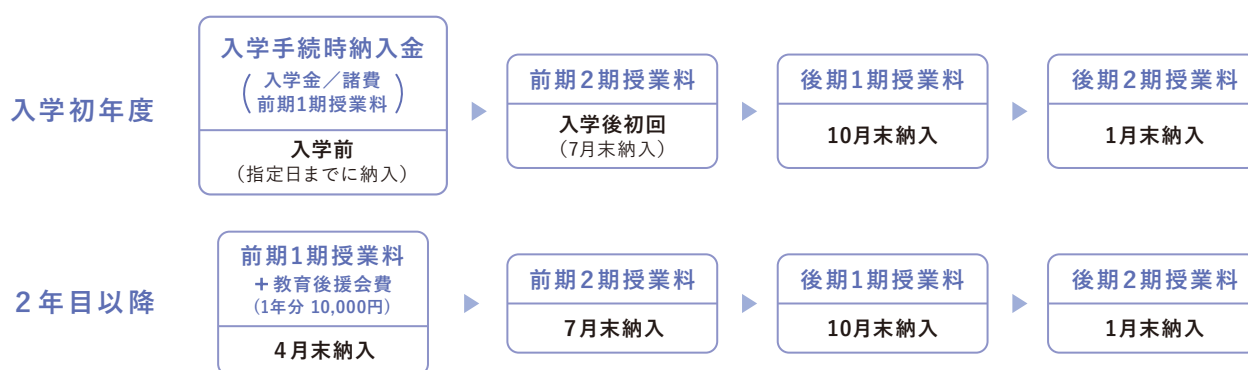 入学初年度
入学手続時納入金
(入学金／諸費
前期1期授業料)
入学前
（指定日までに納入）
前期2期授業料
入学後初回
（7月末納入）
後期1期授業料
10月末納入
後期2期授業料
1月末納入
2年目以降
前期1期授業料
＋教育後援会費
(1年分 10,000円)
4月末納入
前期2期授業料
7月末納入
後期1期授業料
10月末納入
後期2期授業料
1月末納入